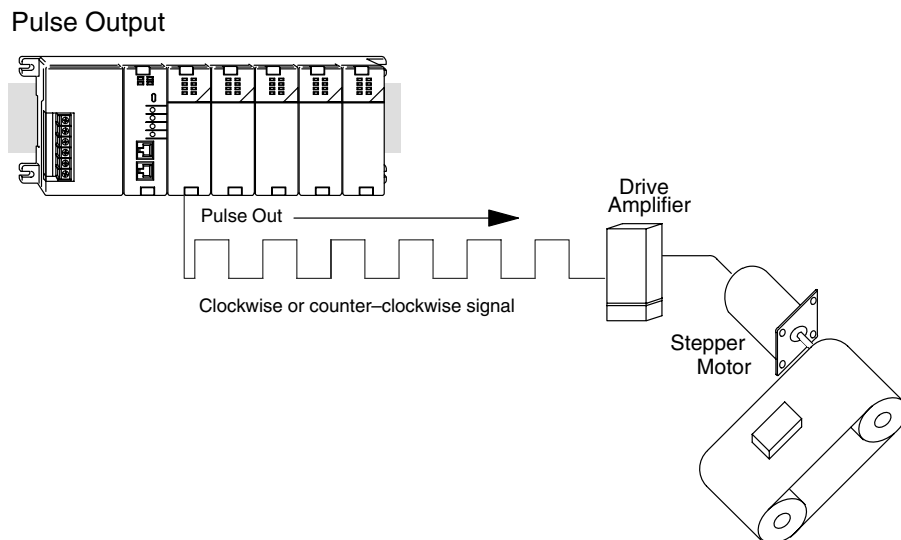 Pulse Output
Drive
Amplifier
Pulse Out
Clockwise or counter–clockwise signal
Stepper
Motor